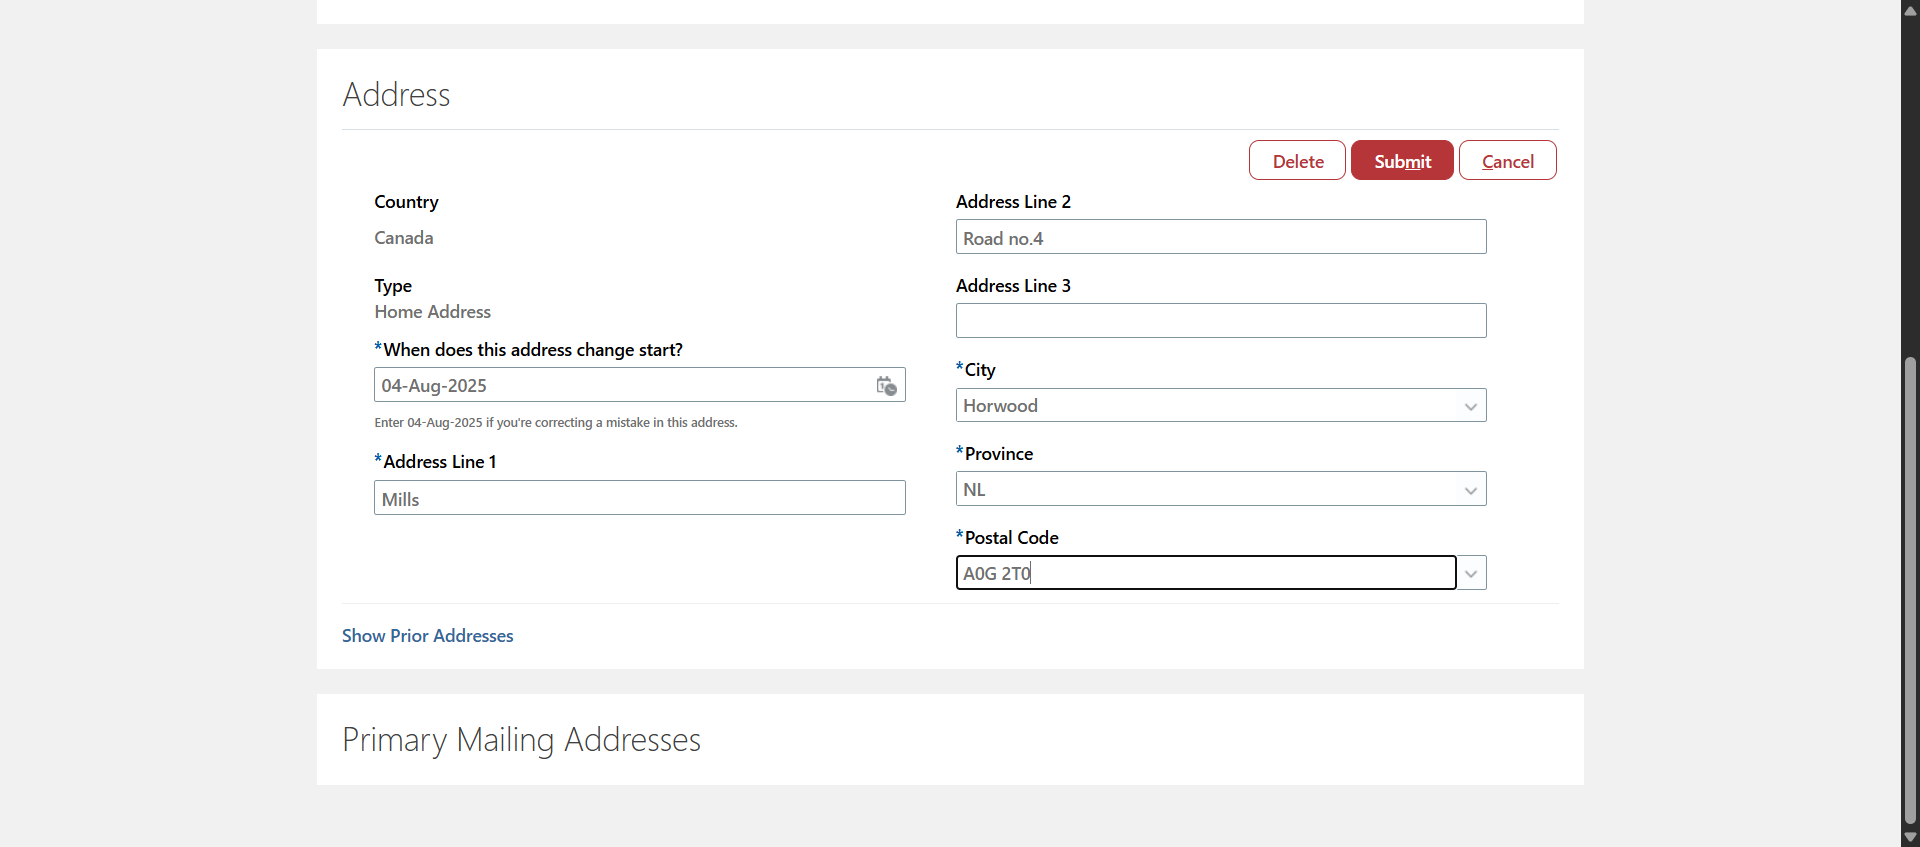 Address
Delete Submit Cancel
Country
Canada
Type
Home Address
*When does this address change start?
04-Aug-2025
Enter 04-Aug-2025 if you're correcting a mistake in this address.
*Address Line 1
Mills
Address Line 2
Road no.4
Address Line 3
*City
Horwood
*Province
NL
*Postal Code
A0G 2T0
Show Prior Addresses
Primary Mailing Addresses